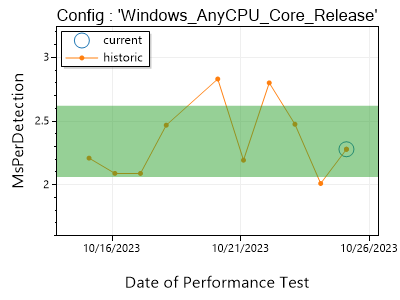 Config : 'Windows_AnyCPU_Core_Release'
current
historic
3
2.5
2
MsPerDetection
10/16/2023
10/21/2023
10/26/2023
Date of Performance Test